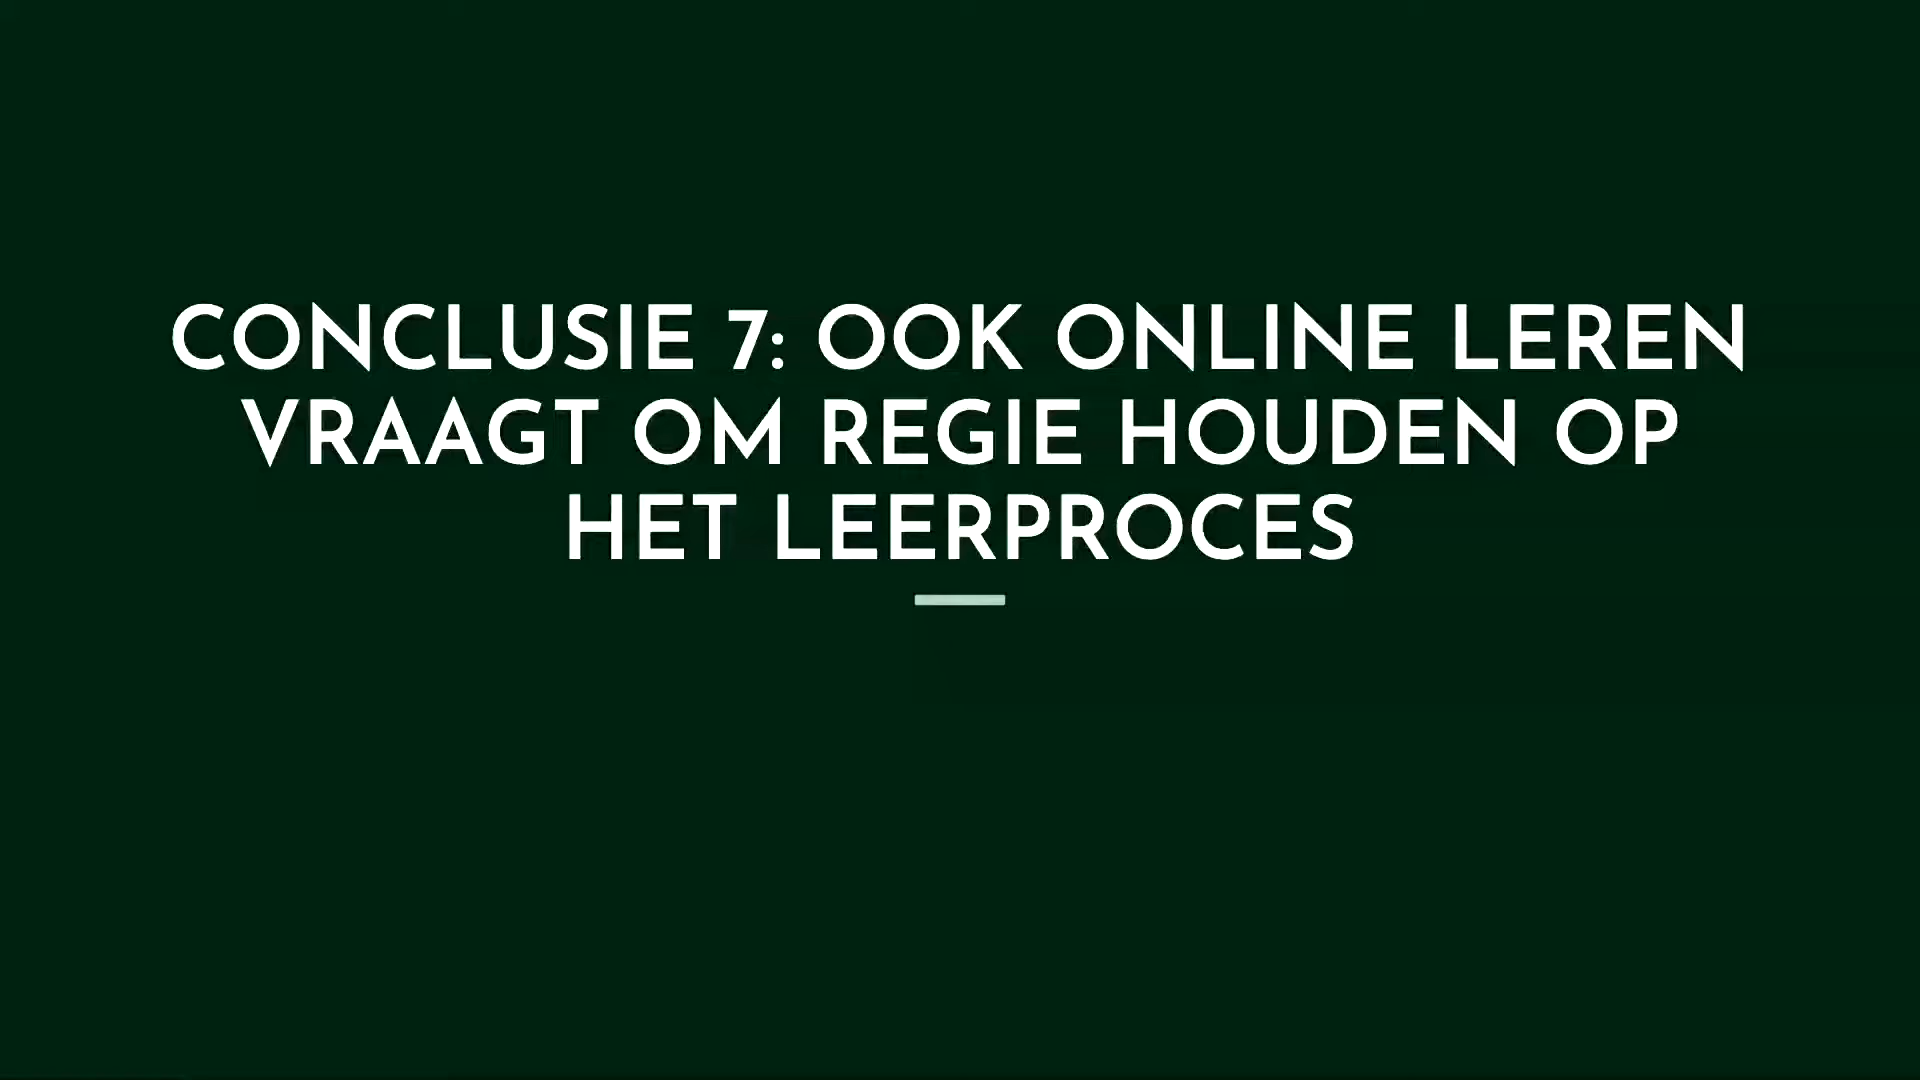 CONCLUSIE 7: OOK ONLINE LEREN
VRAAGT OM REGIE HOUDEN OP
HET LEERPROCES